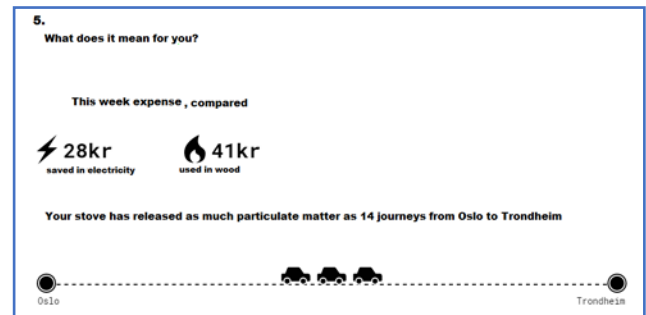 5.
What does it mean for you?
This week expense, compared
28kr 41kr
saved in electricity used in wood
Your stove has released as much particulate matter as 14 journeys from Oslo to Trondheim
Oslo Trondheim